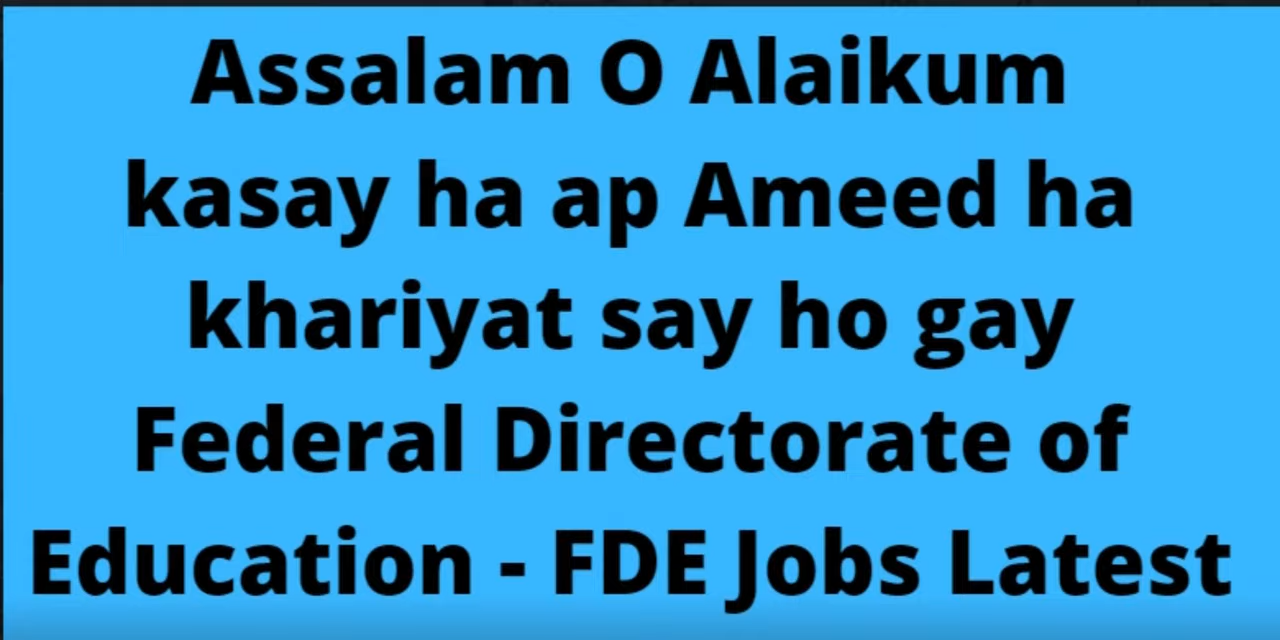 Assalam O Alaikum
kasay ha ap Ameed ha
khariyat say ho gay
Federal Directorate of
Education - FDE Jobs Latest